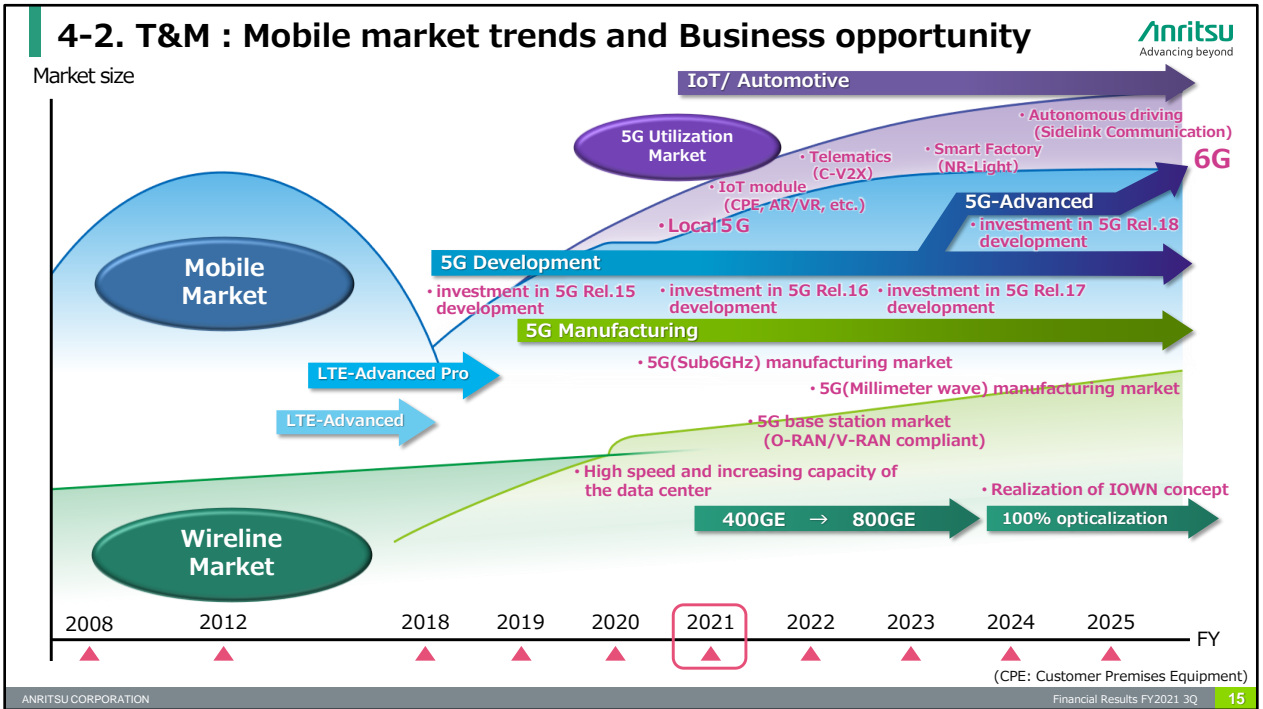 4-2. T&M : Mobile market trends and Business opportunity
Anritsu
Advancing beyond
Market size
IoT/ Automotive
5G Utilization
Market
・Autonomous driving
(Sidelink Communication)
・Telematics
(C-V2X)
・Smart Factory
(NR-Light)
6G
・IoT module
(CPE, AR/VR, etc.)
5G-Advanced
・Local 5G
・investment in 5G Rel.18
development
Mobile
Market
5G Development
・investment in 5G Rel.15
development
・investment in 5G Rel.16
development
・investment in 5G Rel.17
development
5G Manufacturing
・5G(Sub6GHz) manufacturing market
LTE-Advanced Pro
・5G(Millimeter wave) manufacturing market
LTE-Advanced
・5G base station market
(O-RAN/V-RAN compliant)
・High speed and increasing capacity of
the data center
・Realization of IOWN concept
400GE → 800GE
100% opticalization
Wireline
Market
2008 2012 2018 2019 2020 2021 2022 2023 2024 2025
FY
(CPE: Customer Premises Equipment)
ANRITSU CORPORATION
Financial Results FY2021 3Q
15